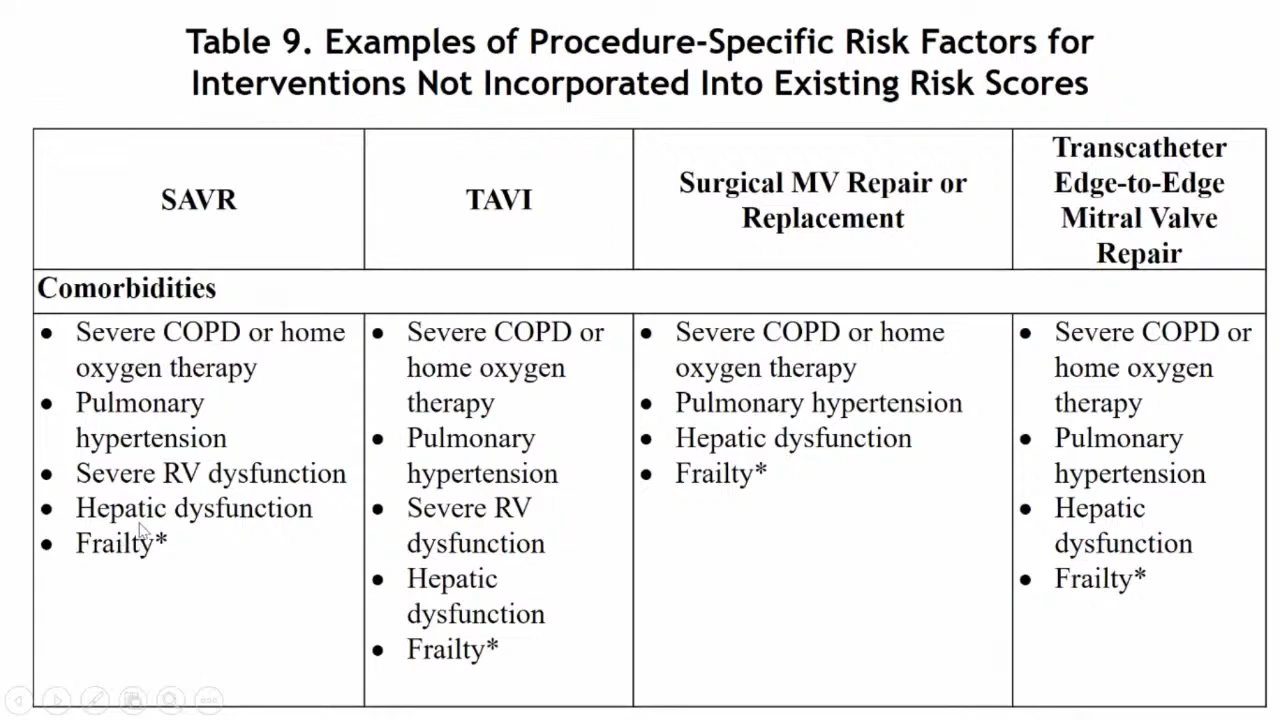 Table 9. Examples of Procedure-Specific Risk Factors for
Interventions Not Incorporated Into Existing Risk Scores
SAVR
TAVI
Surgical MV Repair or
Replacement
Transcatheter
Edge-to-Edge
Mitral Valve
Repair
Comorbidities
• Severe COPD or home
oxygen therapy
• Pulmonary
hypertension
• Severe RV dysfunction
• Hepatic dysfunction
• Frailty*
• Severe COPD or
home oxygen
therapy
• Pulmonary
hypertension
• Severe RV
dysfunction
• Hepatic
dysfunction
• Frailty*
• Severe COPD or home
oxygen therapy
• Pulmonary hypertension
• Hepatic dysfunction
• Frailty*
• Severe COPD or
home oxygen
therapy
• Pulmonary
hypertension
• Hepatic
dysfunction
• Frailty*